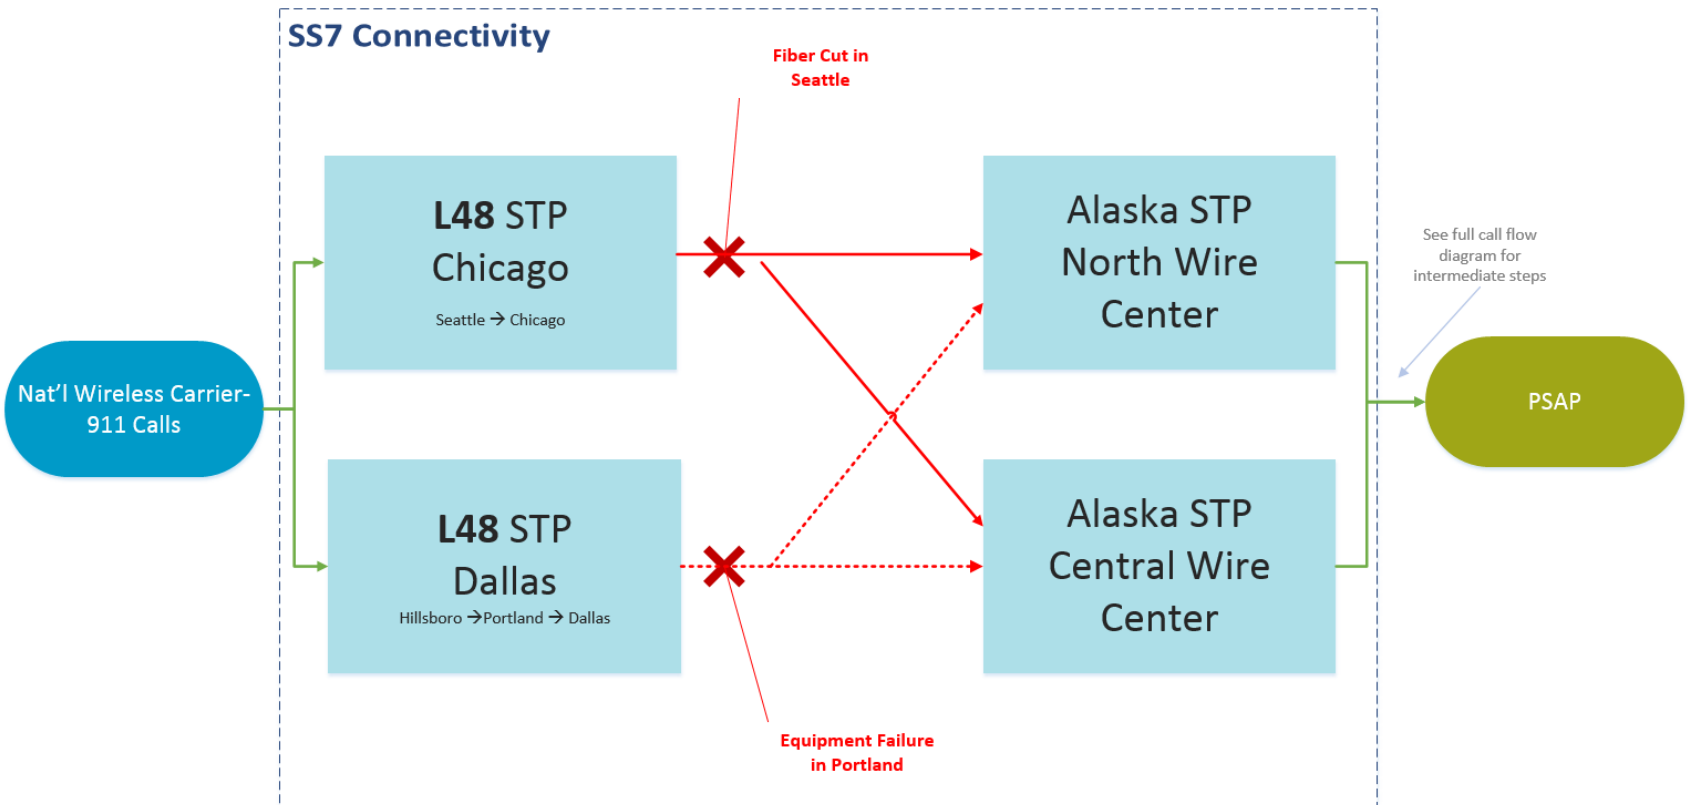 SS7 Connectivity
Fiber Cut in
Seattle
L48 STP
Chicago
Seattle → Chicago
Alaska STP
North Wire
Center
See full call flow
diagram for
intermediate steps
Nat’l Wireless Carrier-
911 Calls
PSAP
L48 STP
Dallas
Hillsboro →Portland → Dallas
Alaska STP
Central Wire
Center
Equipment Failure
in Portland